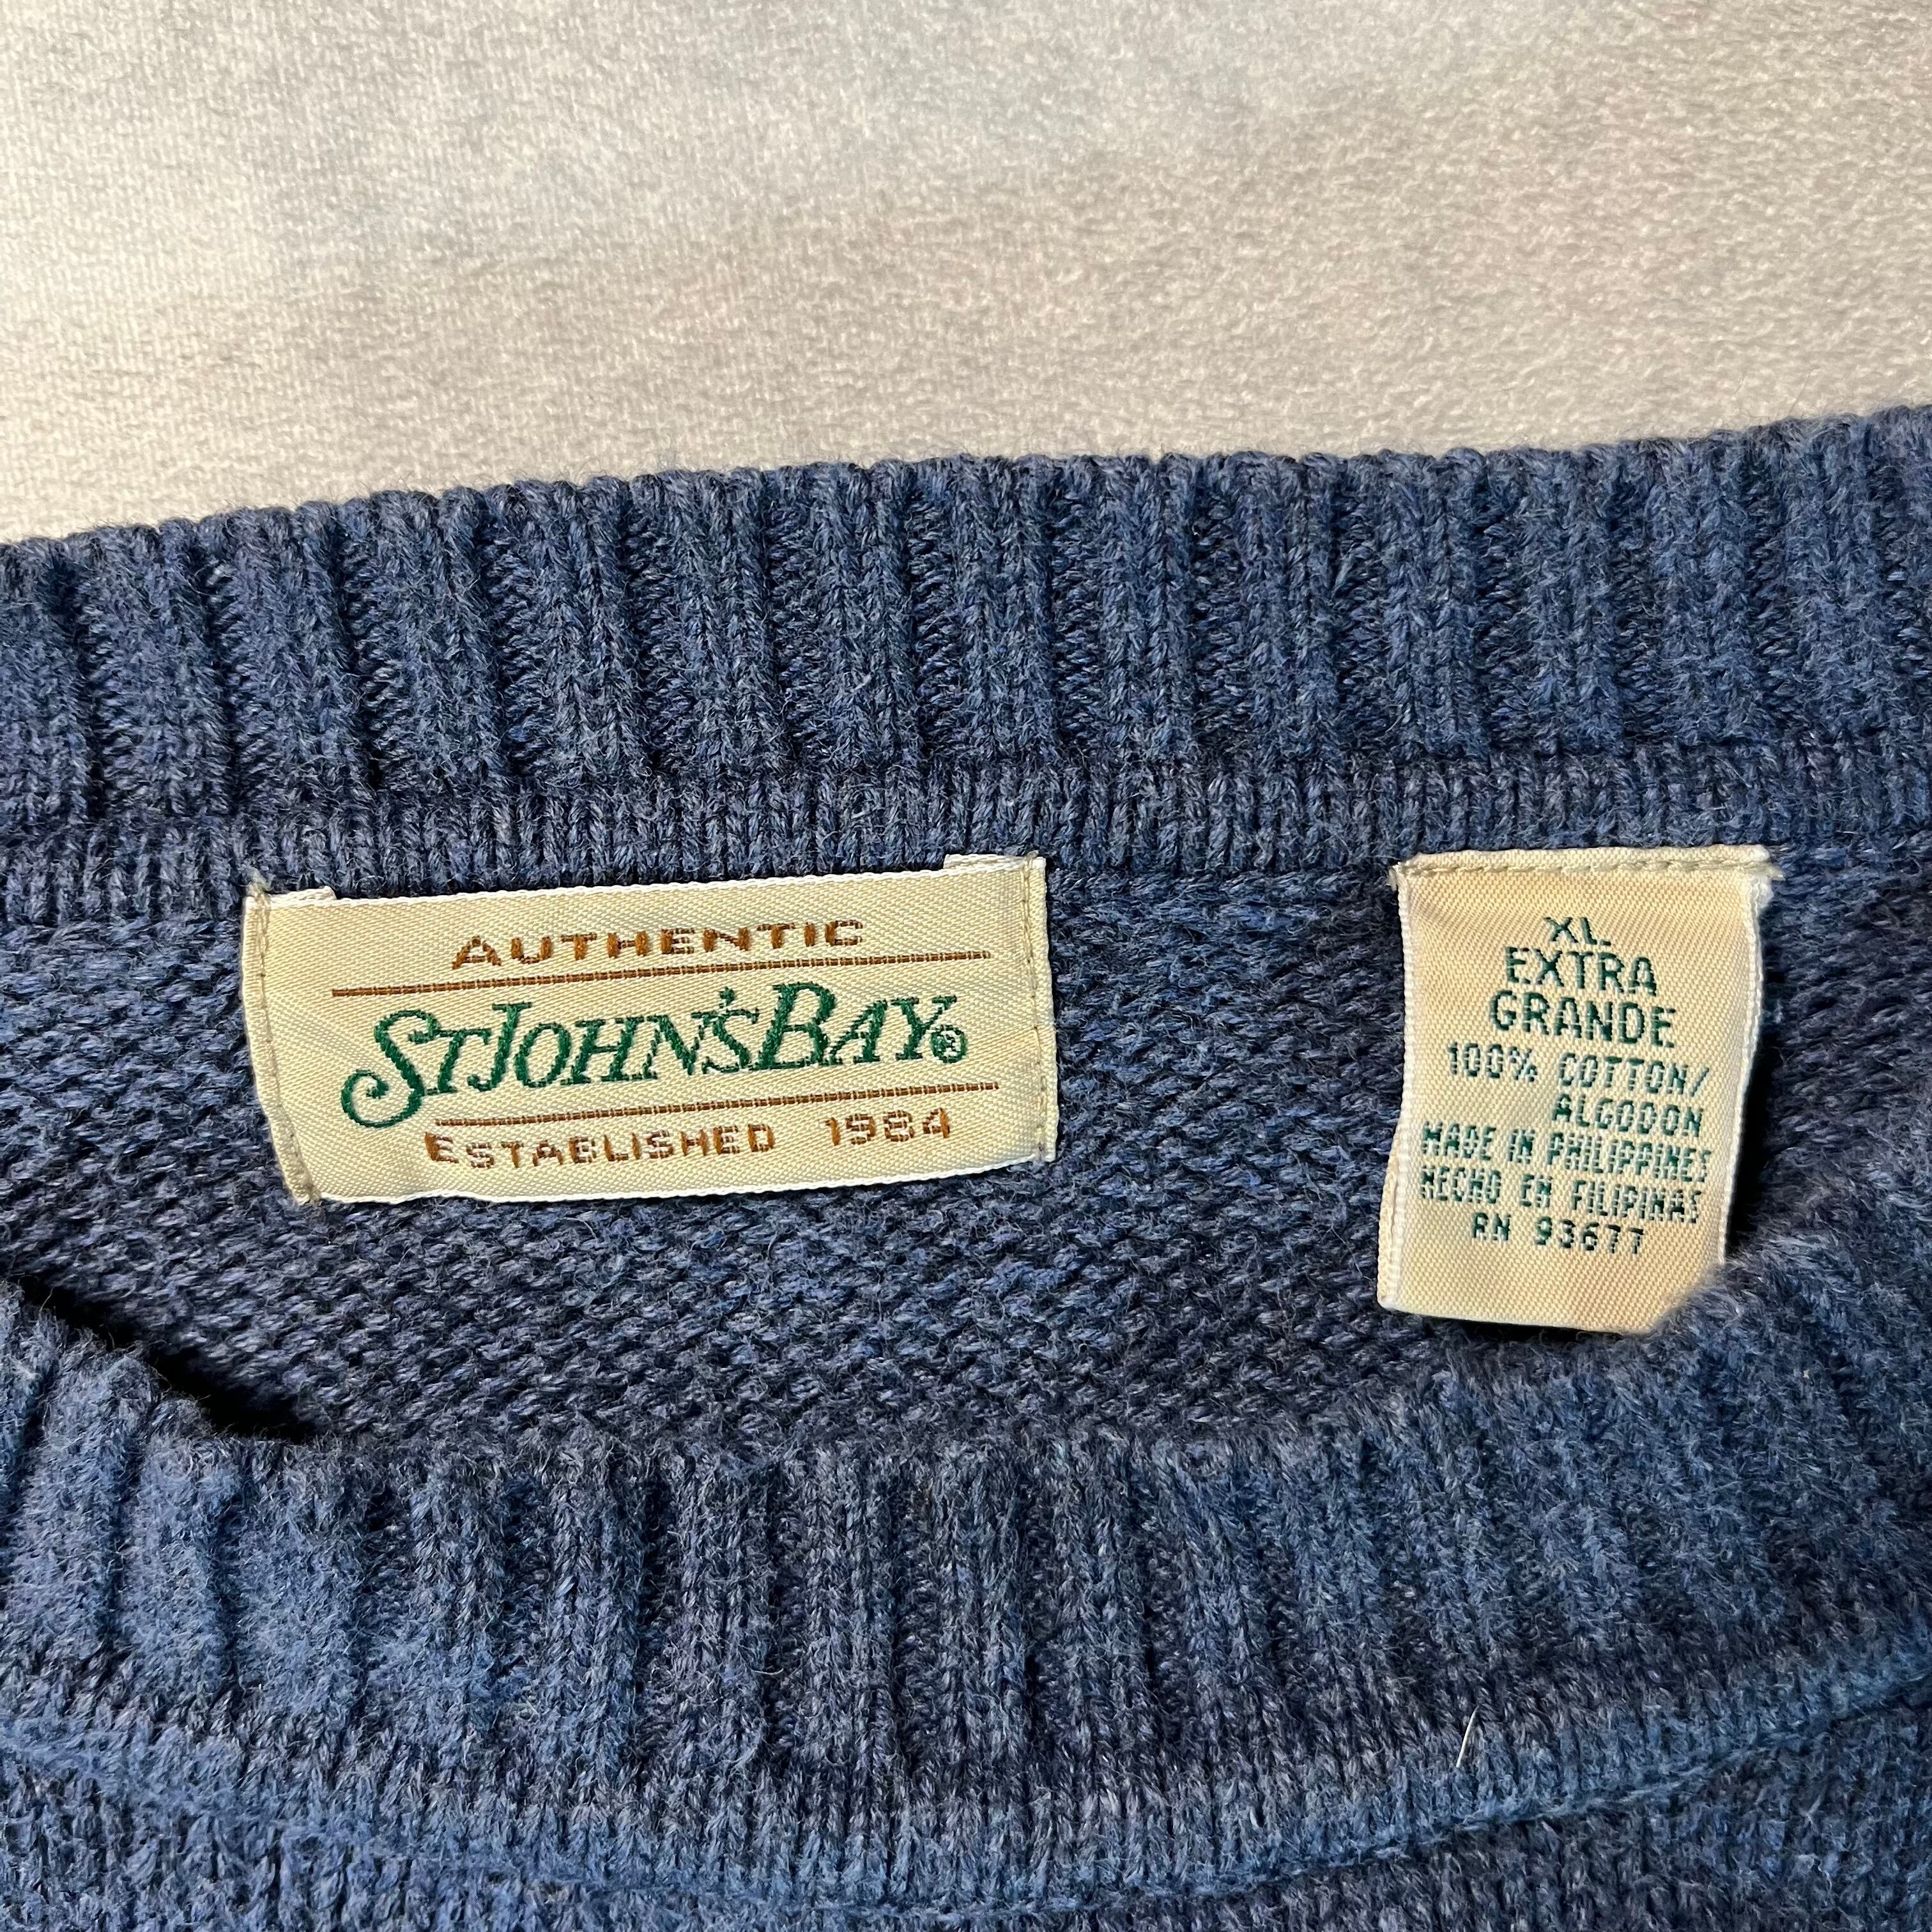 AUTHENTIC
ST JOHN'S BAY®
ESTABLISHED 1984
XL
EXTRA
GRANDE
100% COTTON/
ALGODON
MADE IN PHILIPPINES
HECHO EN FILIPINAS
RN 93677